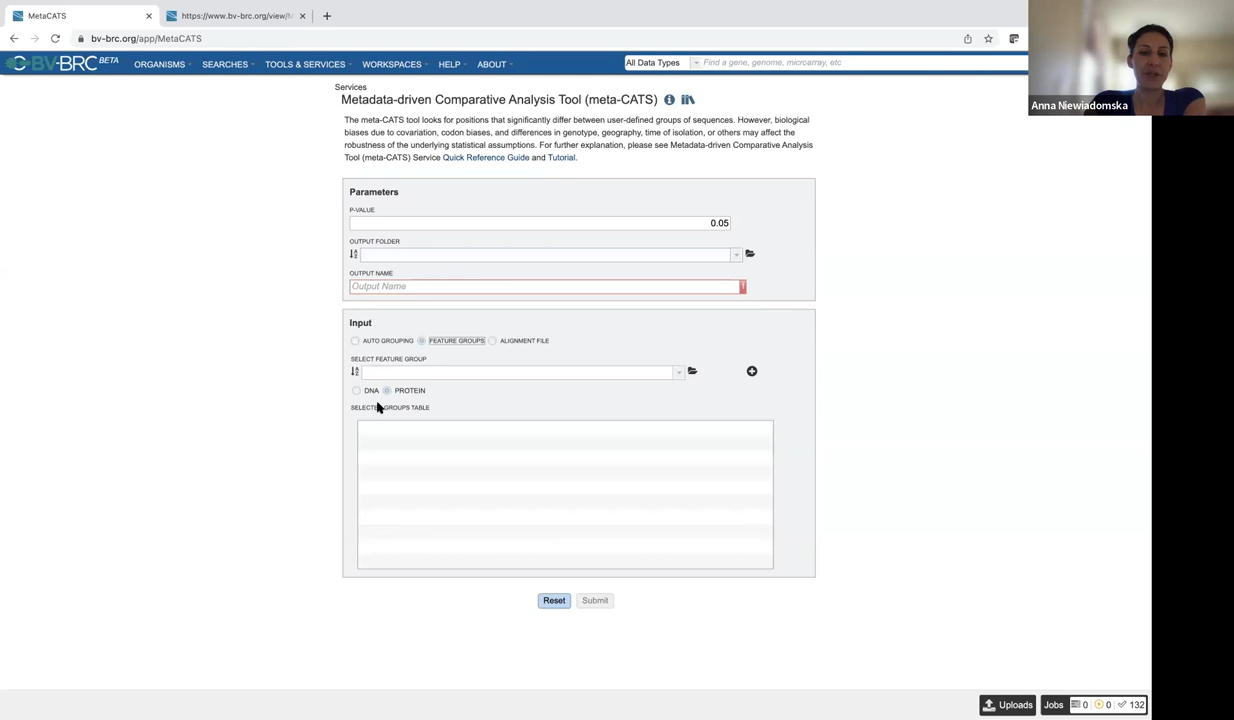 MetaCATS
https://www.bv-brc.org/view/M
bv-brc.org/app/MetaCATS
BV-BRC BETA
ORGANISMS
SEARCHES
TOOLS & SERVICES
WORKSPACES
HELP
ABOUT
All Data Types
Find a gene, genome, microarray, etc
Anna Niewiadomska
Services
Metadata-driven Comparative Analysis Tool (meta-CATS)
The meta-CATS tool looks for positions that significantly differ between user-defined groups of sequences. However, biological
biases due to covariation, codon biases, and differences in genotype, geography, time of isolation, or others may affect the
robustness of the underlying statistical assumptions. For further explanation, please see Metadata-driven Comparative Analysis
Tool (meta-CATS) Service Quick Reference Guide and Tutorial.
Parameters
P-VALUE
0.05
OUTPUT FOLDER
OUTPUT NAME
Output Name
Input
AUTO GROUPING
FEATURE GROUPS
ALIGNMENT FILE
SELECT FEATURE GROUP
DNA
PROTEIN
GROUPS TABLE
Reset
Submit
Uploads
Jobs
0
0
132